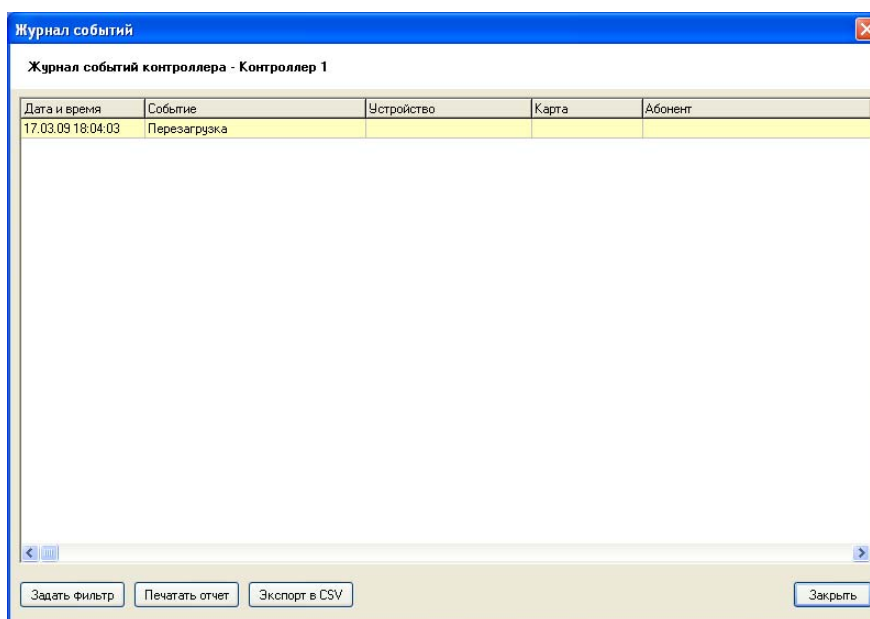 Журнал событий
Журнал событий контроллера - Контроллер 1
Дата и время Событие Устройство Карта Абонент
17.03.09 18:04:03 Перезагрузка
Задать фильтр Печатать отчет Экспорт в CSV Закрыть